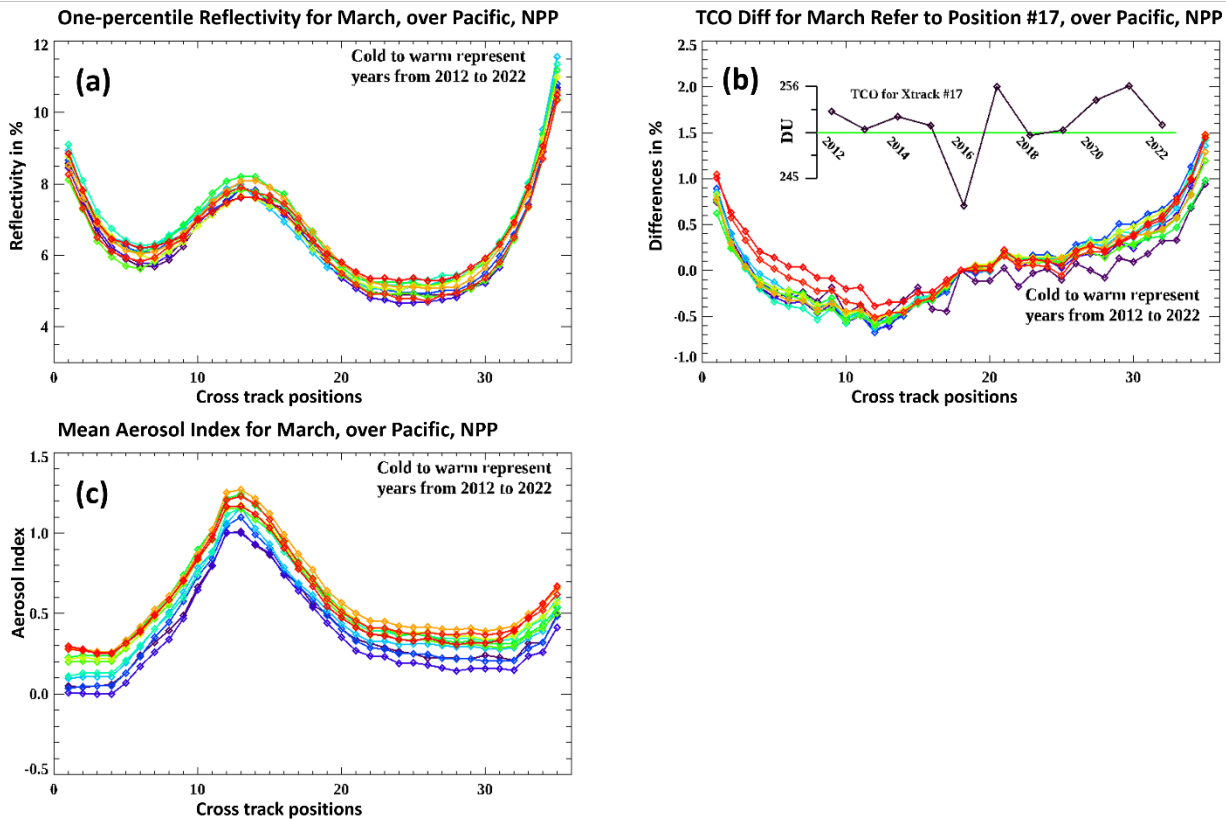 One-percentile Reflectivity for March, over Pacific, NPP
12
10
8
6
4
Reflectivity in %
(a)
Cold to warm represent
years from 2012 to 2022
0
10
20
30
Cross track positions
TCO Diff for March Refer to Position #17, over Pacific, NPP
2.5
2.0
1.5
1.0
0.5
0.0
-0.5
-1.0
Differences in %
(b)
TCO for Xtrack #17
256
DU
245
2012
2014
2016
2018
2020
2022
Cold to warm represent
years from 2012 to 2022
0
10
20
30
Cross track positions
Mean Aerosol Index for March, over Pacific, NPP
1.5
1.0
0.5
0.0
-0.5
Aerosol Index
(c)
Cold to warm represent
years from 2012 to 2022
0
10
20
30
Cross track positions